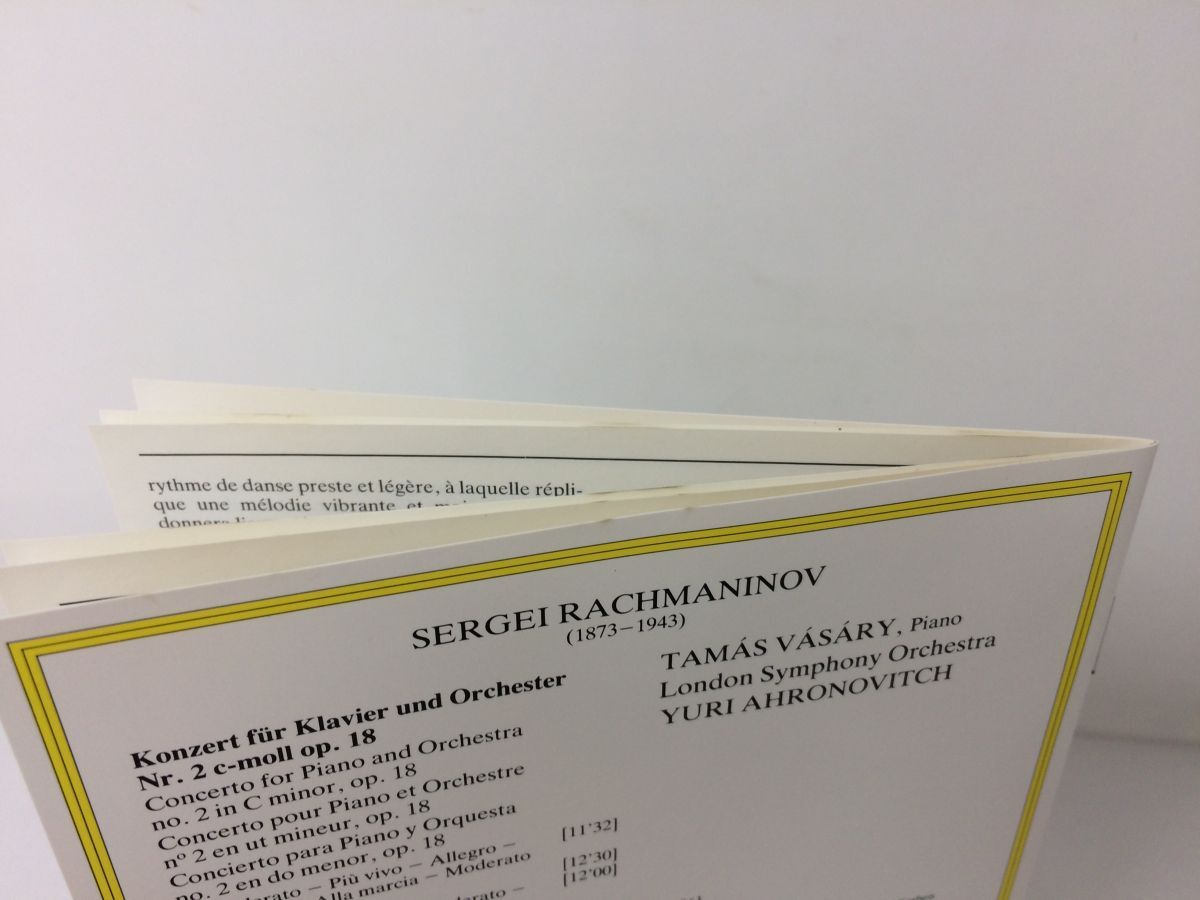 rythme de danse preste et légère, à laquelle répli-
que une mélodie vibrante et
SERGEI RACHMANINOV
(1873–1943)
TAMÁS VÁSÁRY, Piano
London Symphony Orchestra
YURI AHRONOVITCH
Konzert für Klavier und Orchester
Nr. 2 c-moll op. 18
Concerto for Piano and Orchestra
no. 2 in C minor, op. 18
Concerto pour Piano et Orchestre
nº 2 en ut mineur, op. 18
Concierto para Piano y Orquesta
no. 2 en do menor, op. 18
– Più vivo – Allegro – [11'32]
Alla marcia – Moderato
[12'30]
[12'00]